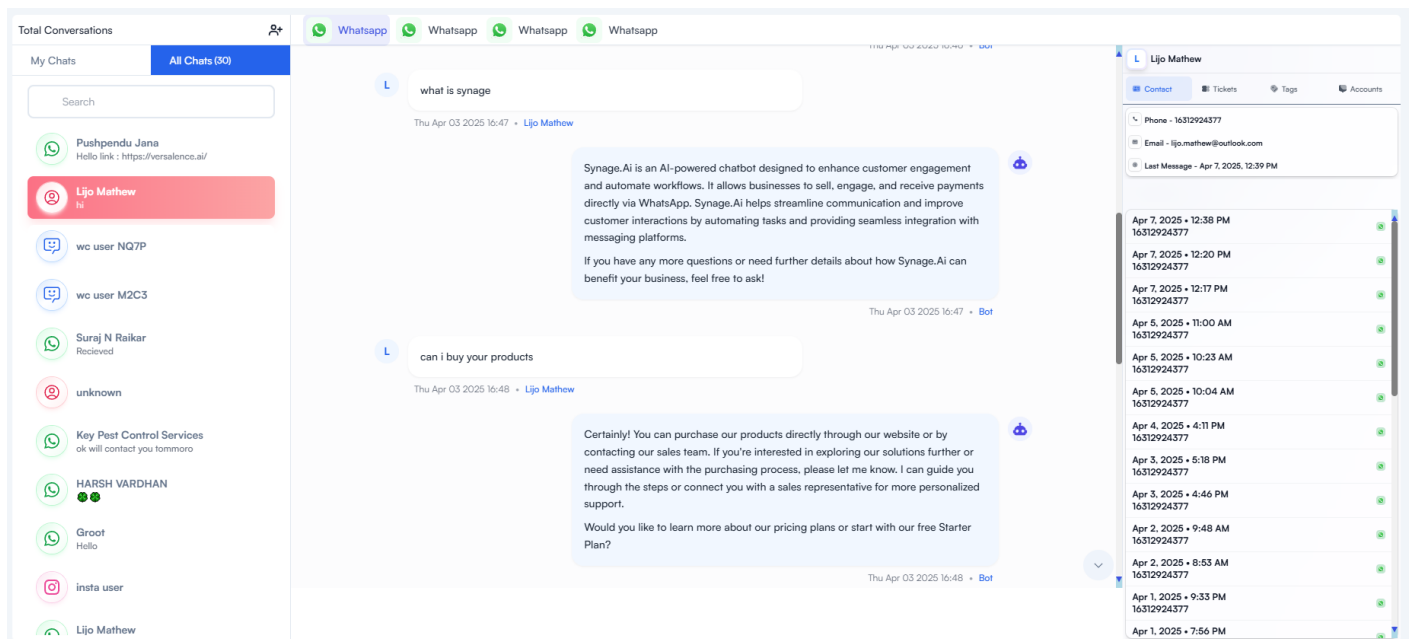 Total Conversations
My Chats
All Chats (30)
Search
Pushpendu Jana
Hello link : https://versalence.ai/
Lijo Mathew
hi
wc user NQ7P
wc user M2C3
Suraj N Raikar
Recieved
unknown
Key Pest Control Services
ok will contact you tommoro
HARSH VARDHAN
Groot
Hello
insta user
Lijo Mathew
Whatsapp
Whatsapp
Whatsapp
Whatsapp
Thu Apr 03 2025 16:46 • Bot
L
what is synage
Thu Apr 03 2025 16:47 • Lijo Mathew
Synage.Ai is an AI-powered chatbot designed to enhance customer engagement
and automate workflows. It allows businesses to sell, engage, and receive payments
directly via WhatsApp. Synage.Ai helps streamline communication and improve
customer interactions by automating tasks and providing seamless integration with
messaging platforms.
If you have any more questions or need further details about how Synage.Ai can
benefit your business, feel free to ask!
Thu Apr 03 2025 16:47 • Bot
L
can i buy your products
Thu Apr 03 2025 16:48 • Lijo Mathew
Certainly! You can purchase our products directly through our website or by
contacting our sales team. If you're interested in exploring our solutions further or
need assistance with the purchasing process, please let me know. I can guide you
through the steps or connect you with a sales representative for more personalized
support.
Would you like to learn more about our pricing plans or start with our free Starter
Plan?
Thu Apr 03 2025 16:48 • Bot
L
Lijo Mathew
Contact
Tickets
Tags
Accounts
Phone - 16312924377
Email - lijo.mathew@outlook.com
Last Message - Apr 7, 2025, 12:39 PM
Apr 7, 2025 • 12:38 PM
16312924377
Apr 7, 2025 • 12:20 PM
16312924377
Apr 7, 2025 • 12:17 PM
16312924377
Apr 5, 2025 • 11:00 AM
16312924377
Apr 5, 2025 • 10:23 AM
16312924377
Apr 5, 2025 • 10:04 AM
16312924377
Apr 4, 2025 • 4:11 PM
16312924377
Apr 3, 2025 • 5:18 PM
16312924377
Apr 3, 2025 • 4:46 PM
16312924377
Apr 2, 2025 • 9:48 AM
16312924377
Apr 2, 2025 • 8:53 AM
16312924377
Apr 1, 2025 • 9:33 PM
16312924377
Apr 1, 2025 • 7:56 PM